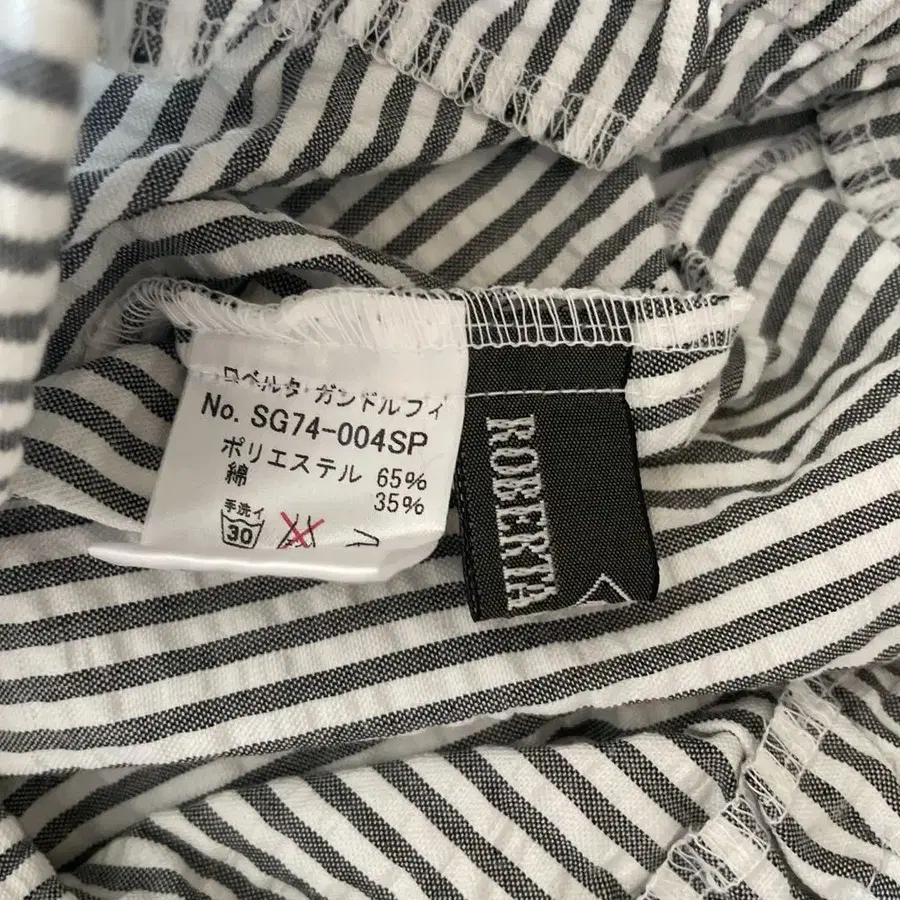 ロベルタ・ガンドルフィ
No. SG74-004SP
ポリエステル 65%
綿 35%
手洗イ
30
ROBERTA